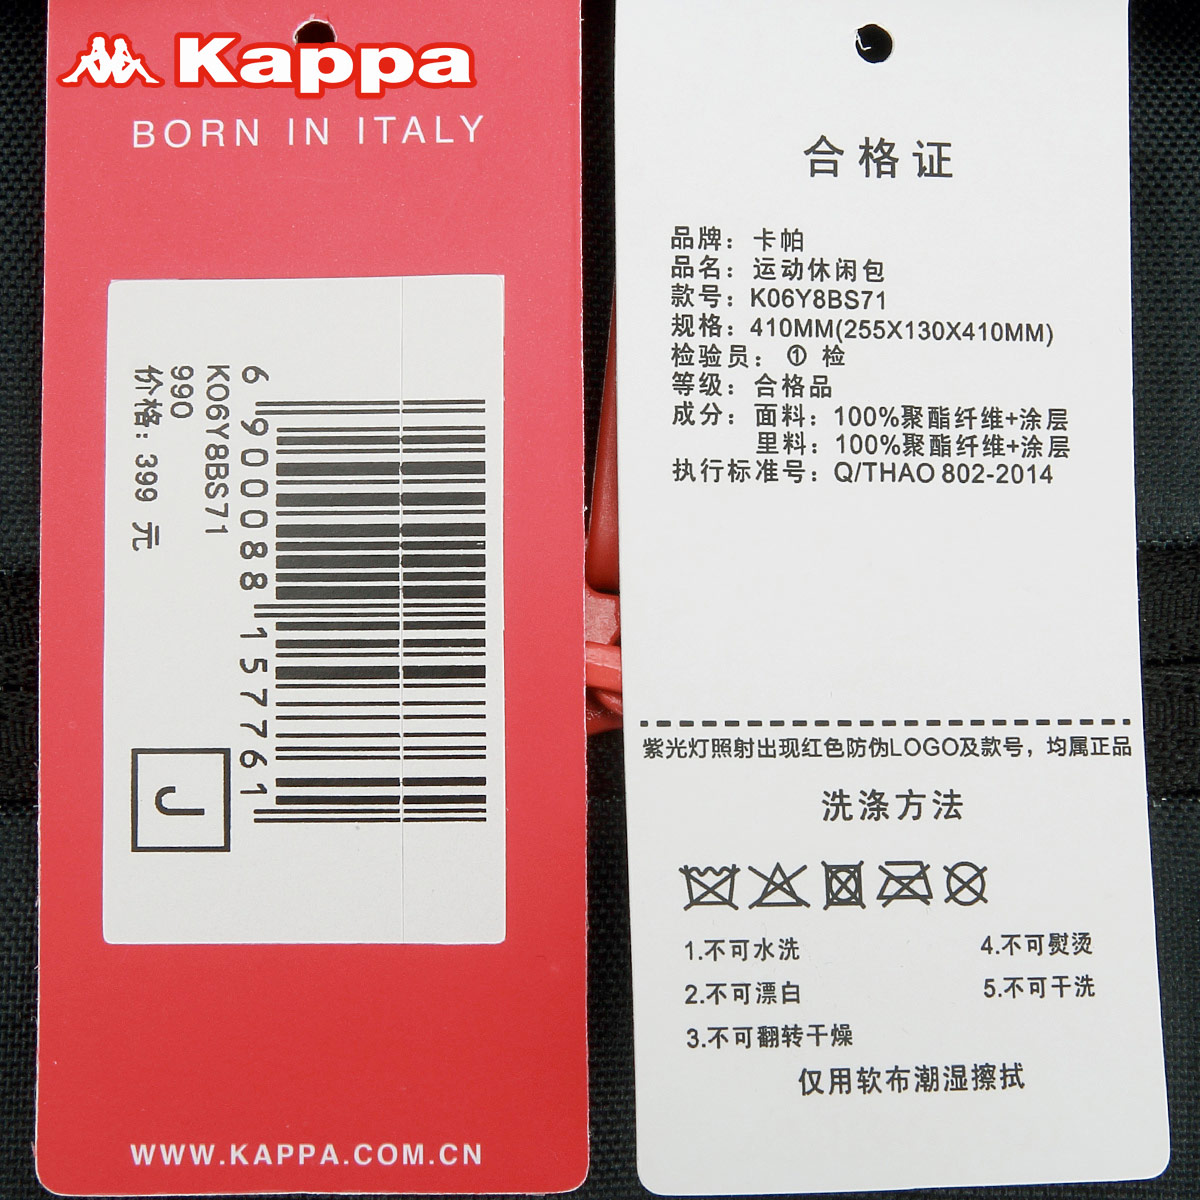 Kappa
BORN IN ITALY
6 900088 157761
K06Y8BS71
990
价格: 399 元
J
WWW.KAPPA.COM.CN
合格证
品牌：卡帕
品名：运动休闲包
款号：K06Y8BS71
规格：410MM(255X130X410MM)
检验员：① 检
等级：合格品
成分：面料：100%聚酯纤维+涂层
里料：100%聚酯纤维+涂层
执行标准号：Q/THAO 802-2014
紫光灯照射出现红色防伪LOGO及款号，均属正品
洗涤方法
1.不可水洗
2.不可漂白
3.不可翻转干燥
4.不可熨烫
5.不可干洗
仅用软布潮湿擦拭